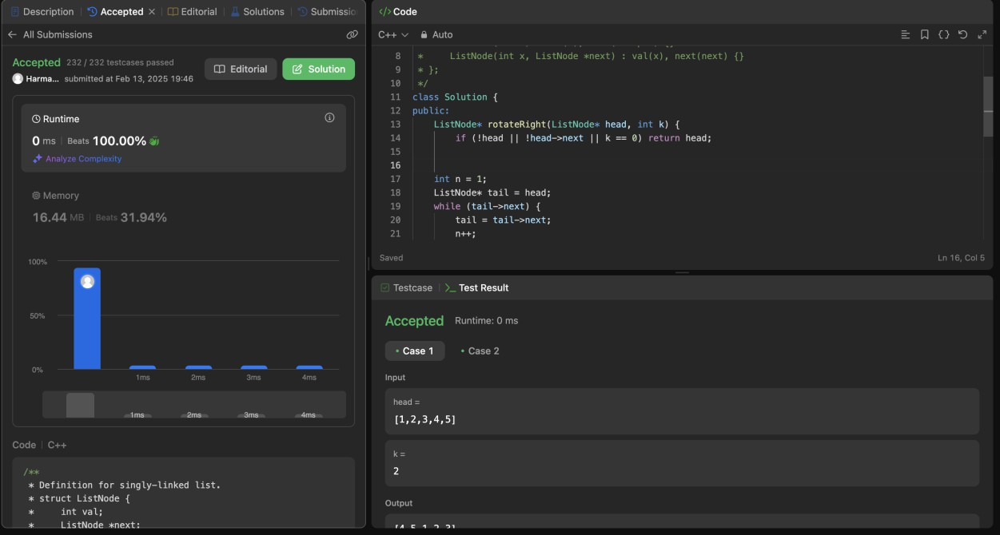 Description
Accepted
Editorial
Solutions
Submissio
All Submissions
Accepted 232 / 232 testcases passed
Harma... submitted at Feb 13, 2025 19:46
Editorial
Solution
Runtime
0 ms | Beats 100.00%
Analyze Complexity
Memory
16.44 MB | Beats 31.94%
100%
50%
0%
1ms 2ms 3ms 4ms
1ms 2ms 3ms 4ms
Code | C++
/**
* Definition for singly-linked list.
* struct ListNode {
*     int val;
*     ListNode *next;
</> Code
C++
Auto
8 *     ListNode(int x, ListNode *next) : val(x), next(next) {}
9 * };
10 */
11 class Solution {
12 public:
13     ListNode* rotateRight(ListNode* head, int k) {
14         if (!head || !head->next || k == 0) return head;
15
16
17     int n = 1;
18     ListNode* tail = head;
19     while (tail->next) {
20         tail = tail->next;
21         n++;
Saved
Ln 16, Col 5
Testcase
Test Result
Accepted Runtime: 0 ms
Case 1
Case 2
Input
head =
[1,2,3,4,5]
k =
2
Output
[4,5,1,2,3]